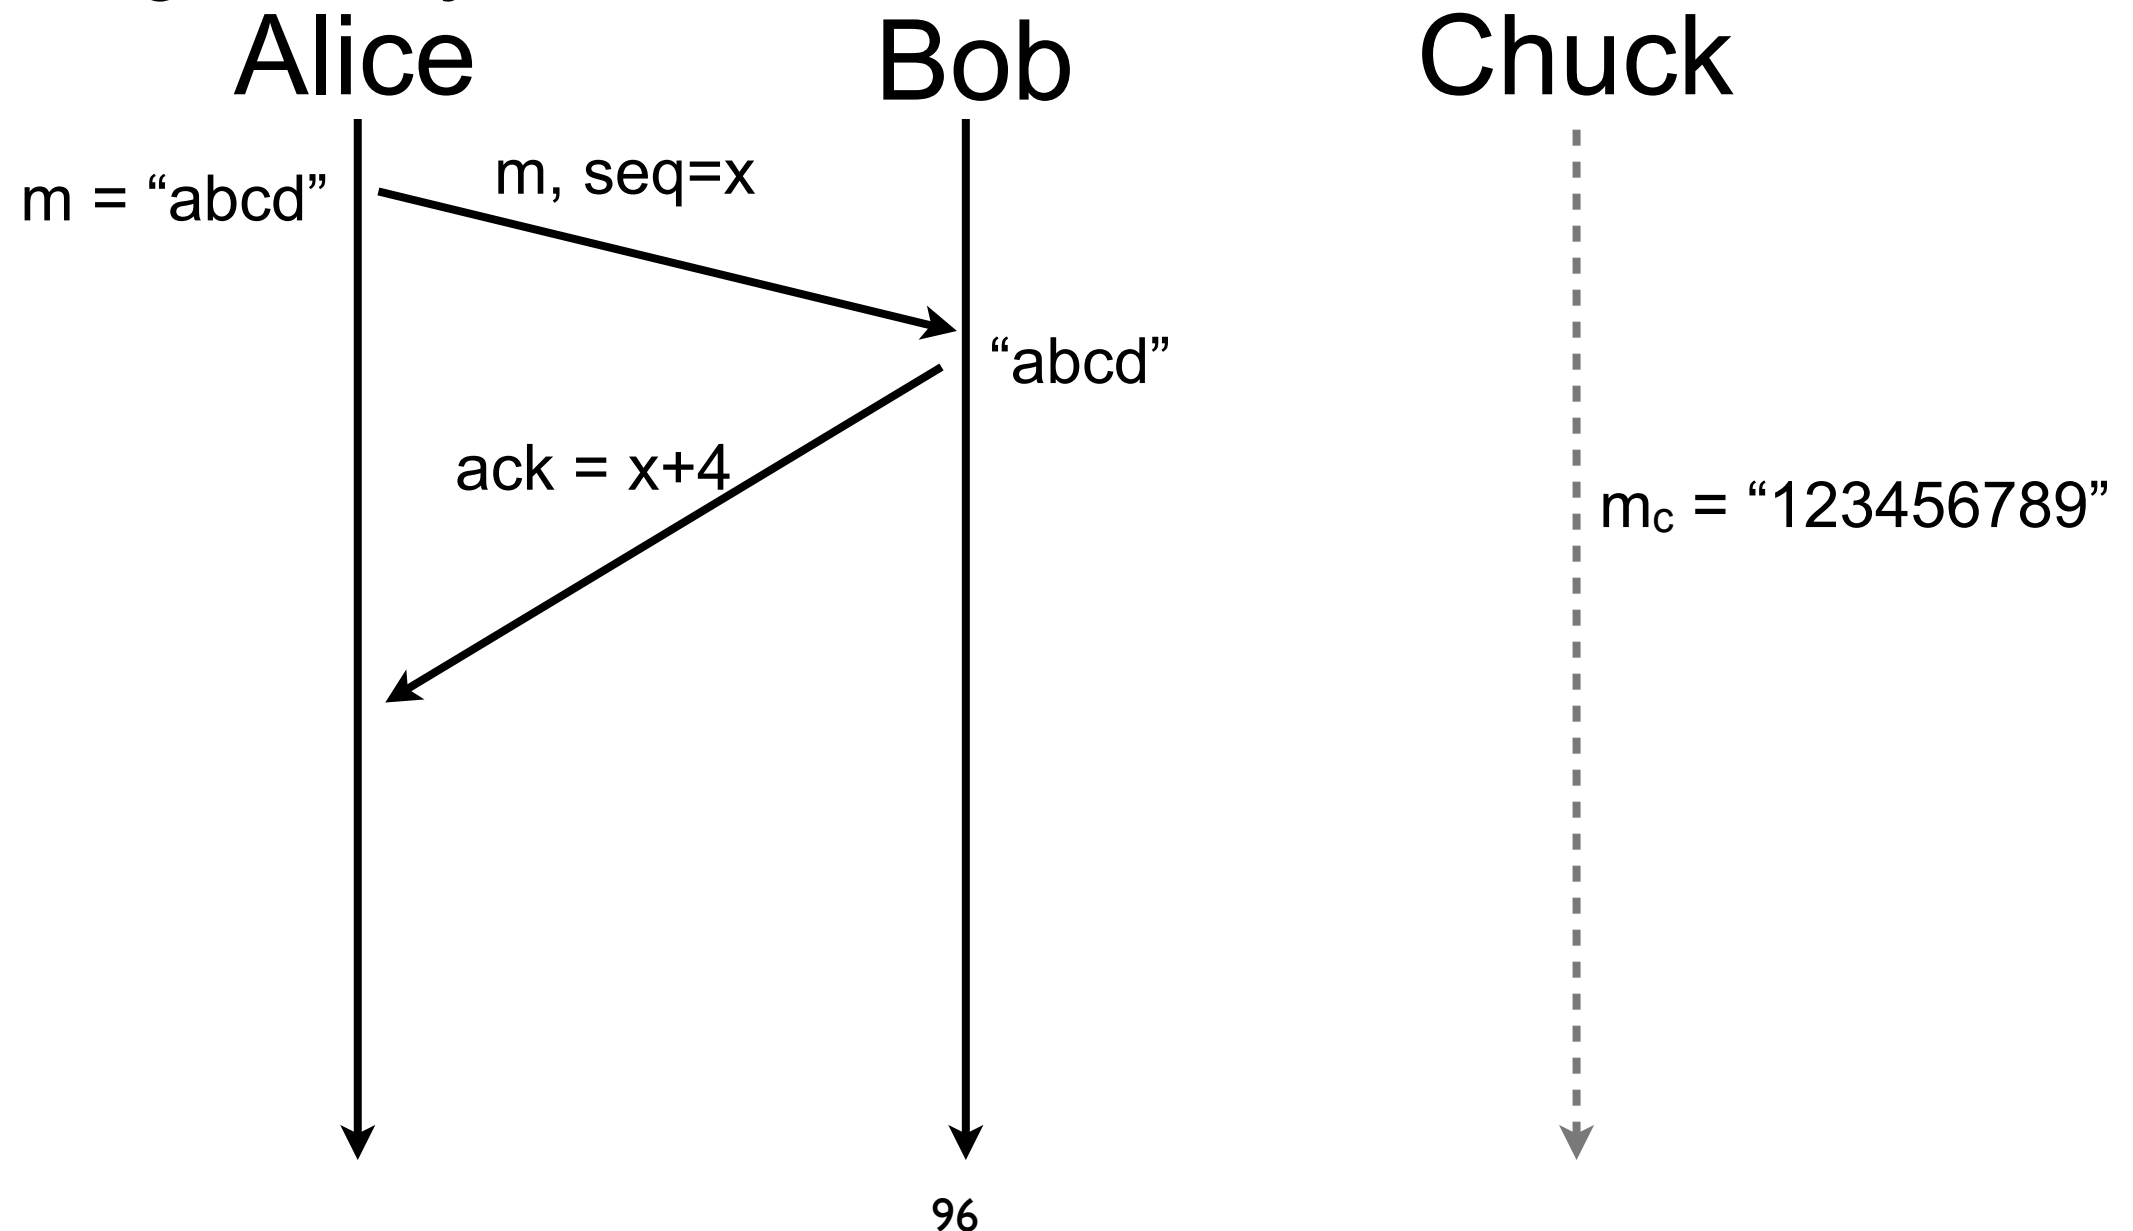 Alice
Bob
Chuck
m = “abcd”
m, seq=x
“abcd”
ack = x+4
mc = “123456789”
96